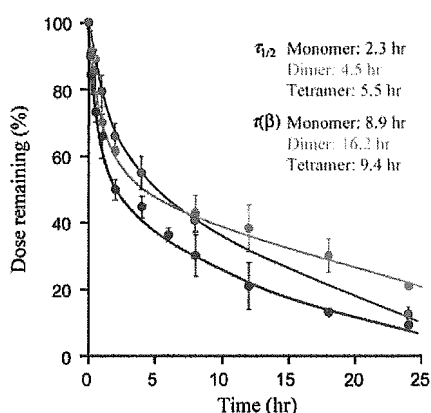 τ1/2 Monomer: 2.3 hr
Dimer: 4.5 hr
Tetramer: 5.5 hr
τ(β) Monomer: 8.9 hr
Dimer: 16.2 hr
Tetramer: 9.4 hr
Dose remaining (%)
100
80
60
40
20
0
0 5 10 15 20 25
Time (hr)